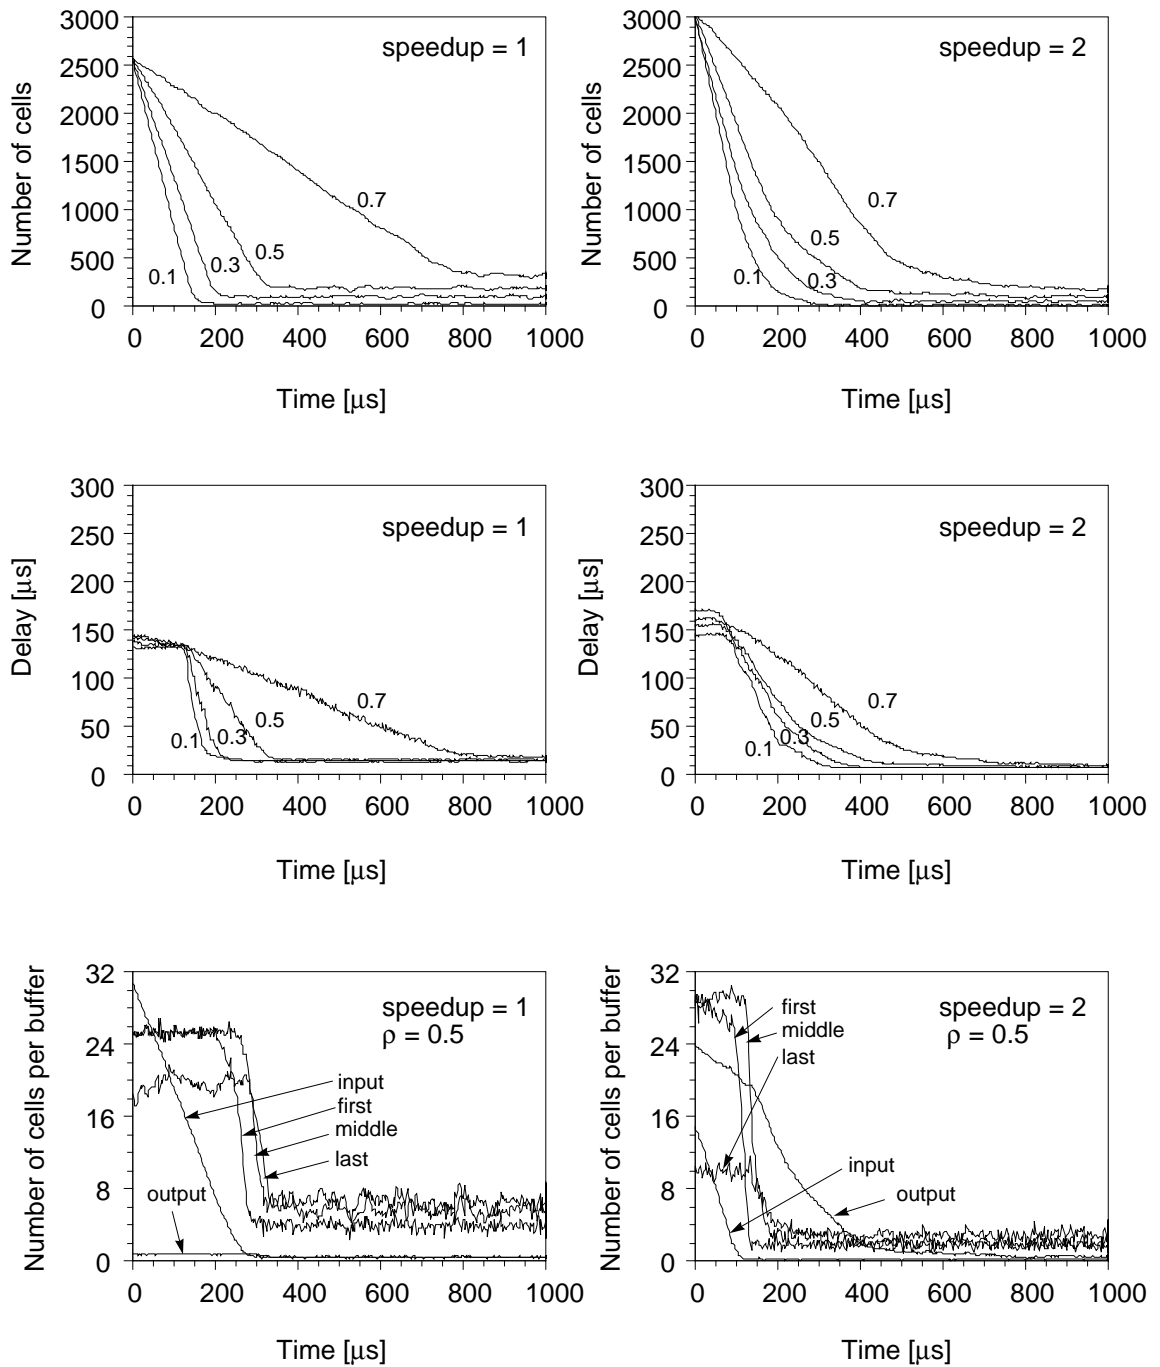 3000
2500
2000
1500
1000
500
0
Number of cells
speedup = 1
0.7
0.5
0.3
0.1
0 200 400 600 800 1000
Time [μs]
3000
2500
2000
1500
1000
500
0
Number of cells
speedup = 2
0.7
0.5
0.3
0.1
0 200 400 600 800 1000
Time [μs]
300
250
200
150
100
50
0
Delay [μs]
speedup = 1
0.7
0.5
0.3
0.1
0 200 400 600 800 1000
Time [μs]
300
250
200
150
100
50
0
Delay [μs]
speedup = 2
0.7
0.5
0.3
0.1
0 200 400 600 800 1000
Time [μs]
32
24
16
8
0
Number of cells per buffer
speedup = 1
ρ = 0.5
input
first
middle
last
output
0 200 400 600 800 1000
Time [μs]
32
24
16
8
0
Number of cells per buffer
speedup = 2
ρ = 0.5
first
middle
last
input
output
0 200 400 600 800 1000
Time [μs]